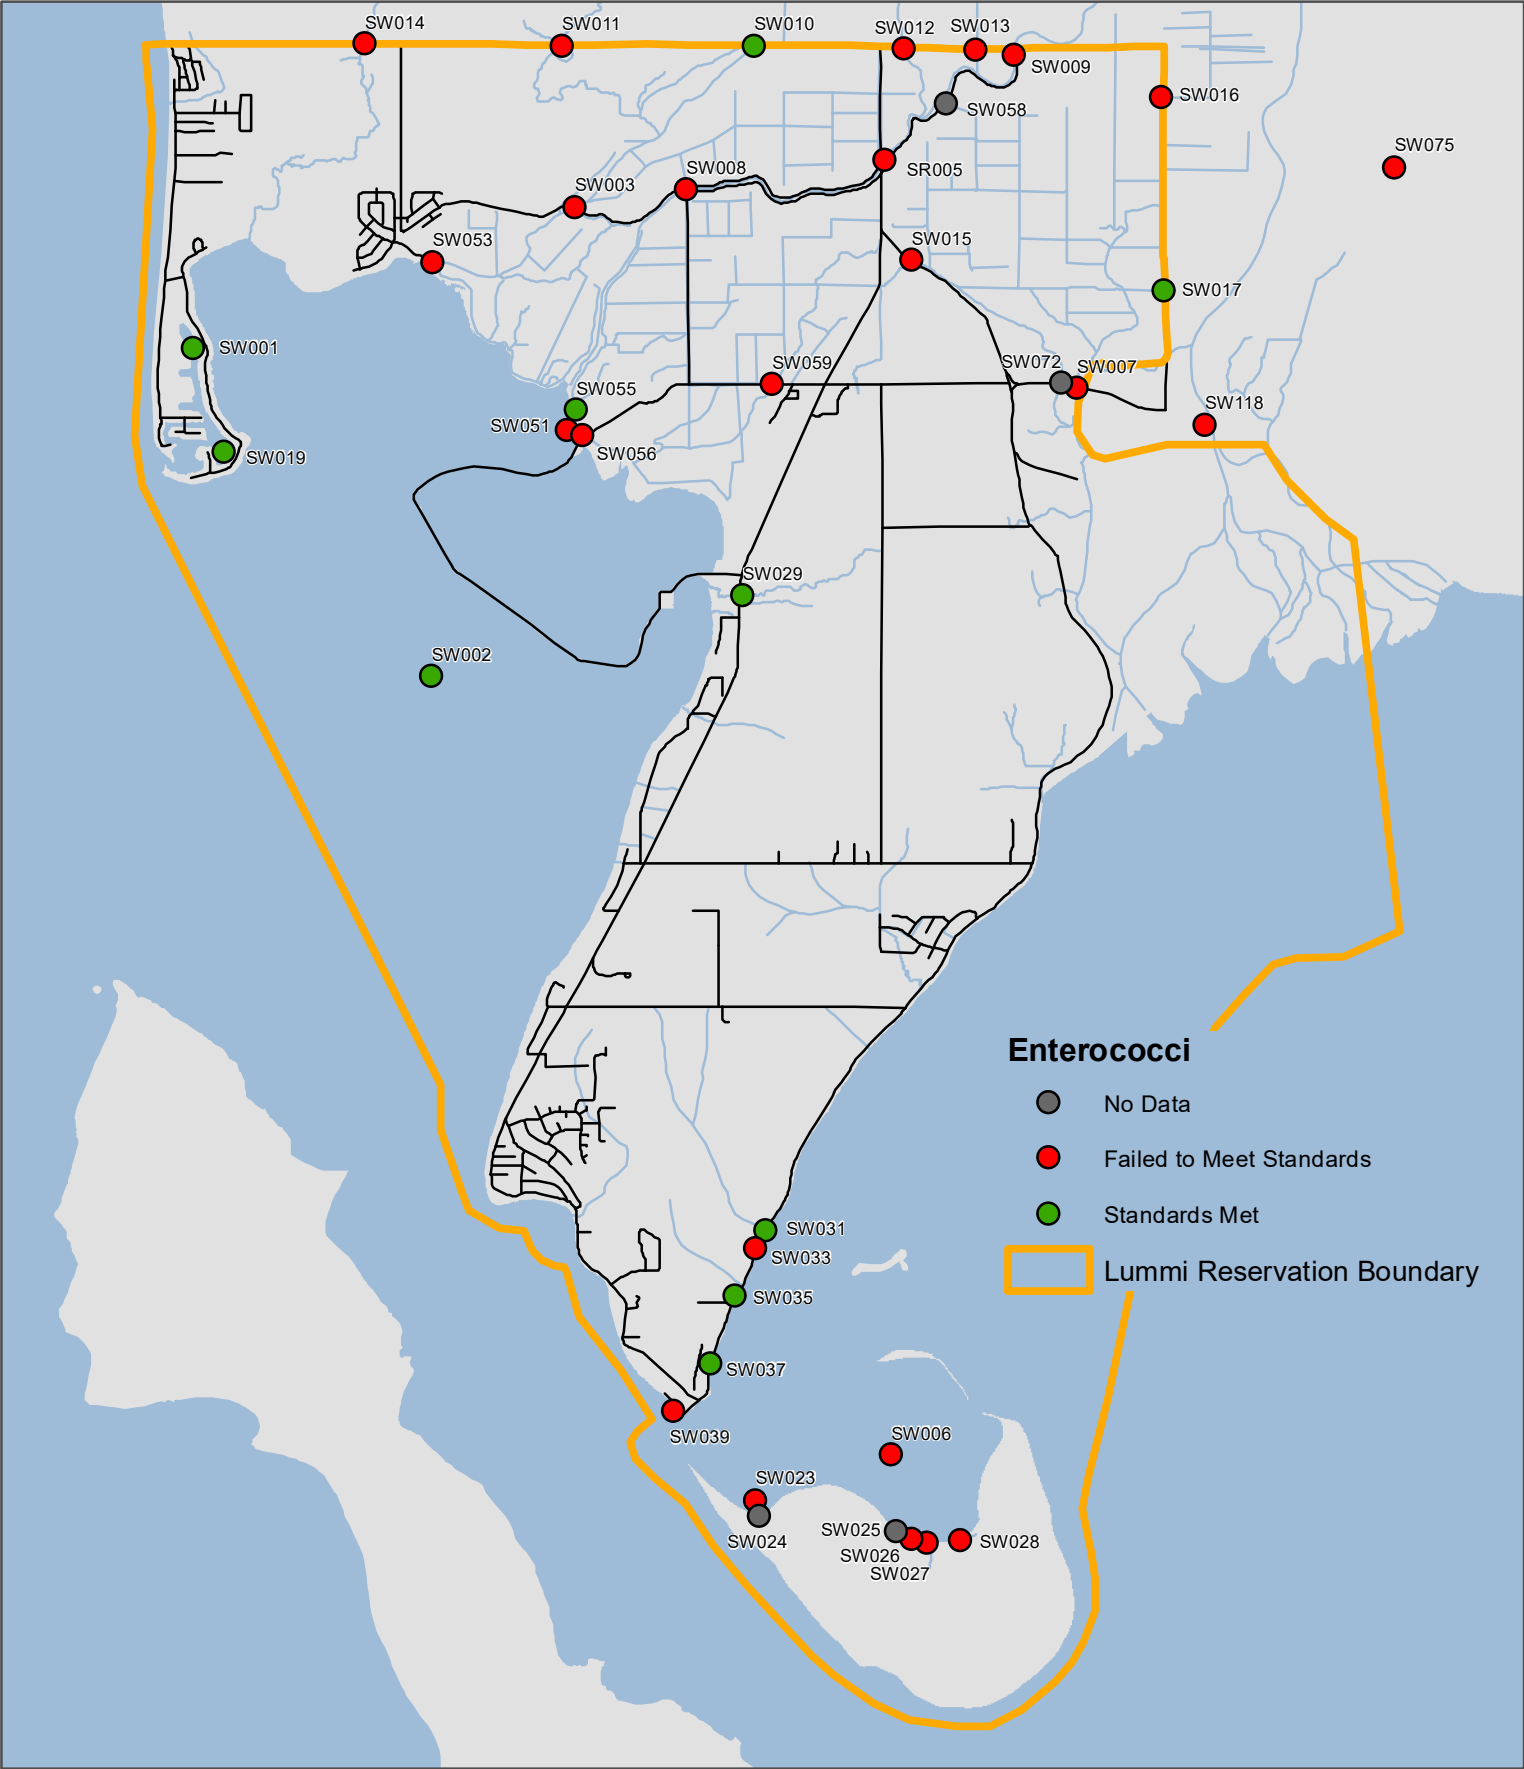 SW014
SW011
SW010
SW012
SW013
SW009
SW016
SW058
SW075
SR005
SW008
SW003
SW053
SW015
SW017
SW001
SW059
SW072
SW007
SW055
SW051
SW118
SW056
SW019
SW029
SW002
Enterococci
No Data
Failed to Meet Standards
Standards Met
Lummi Reservation Boundary
SW031
SW033
SW035
SW037
SW039
SW006
SW023
SW024
SW025
SW028
SW026
SW027